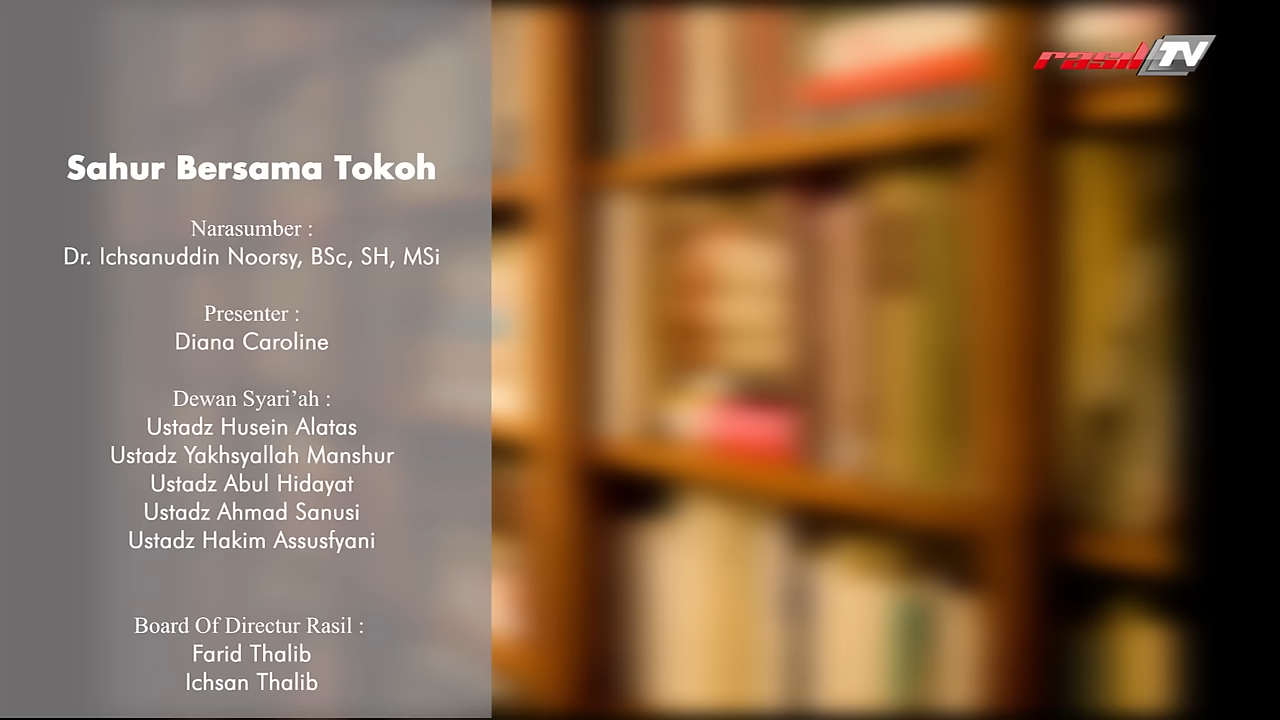 rasil TV
Sahur Bersama Tokoh
Narasumber :
Dr. Ichsanuddin Noorsy, BSc, SH, MSi
Presenter :
Diana Caroline
Dewan Syari’ah :
Ustadz Husein Alatas
Ustadz Yakhsyallah Manshur
Ustadz Abul Hidayat
Ustadz Ahmad Sanusi
Ustadz Hakim Assusfyani
Board Of Directur Rasil :
Farid Thalib
Ichsan Thalib